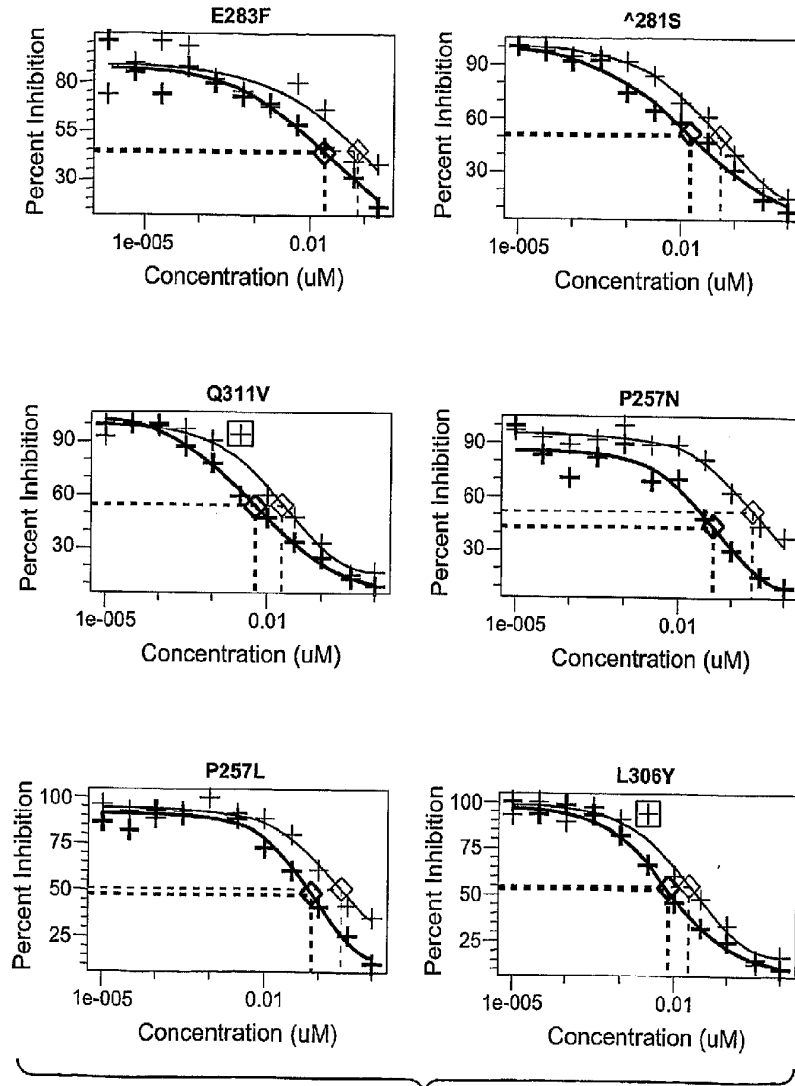 E283F
Percent Inhibition
80
55
30
1e-005
0.01
Concentration (uM)
^281S
Percent Inhibition
90
60
30
1e-005
0.01
Concentration (uM)
Q311V
Percent Inhibition
90
60
30
1e-005
0.01
Concentration (uM)
P257N
Percent Inhibition
90
60
30
1e-005
0.01
Concentration (uM)
P257L
Percent Inhibition
100
75
50
25
1e-005
0.01
Concentration (uM)
L306Y
Percent Inhibition
100
75
50
25
1e-005
0.01
Concentration (uM)